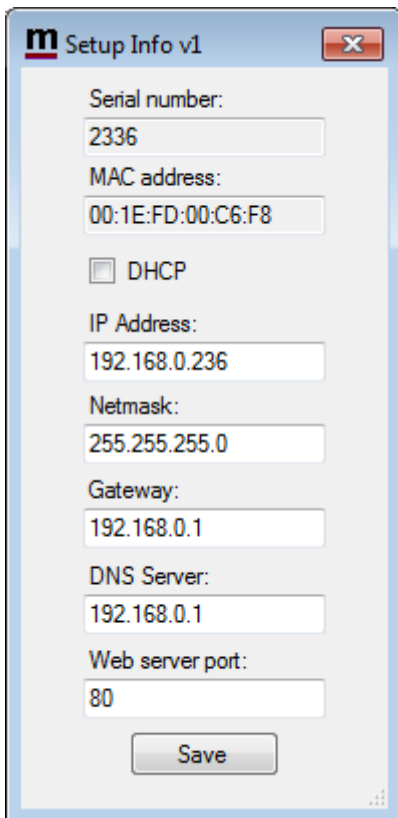 m Setup Info v1
Serial number:
2336
MAC address:
00:1E:FD:00:C6:F8
DHCP
IP Address:
192.168.0.236
Netmask:
255.255.255.0
Gateway:
192.168.0.1
DNS Server:
192.168.0.1
Web server port:
80
Save